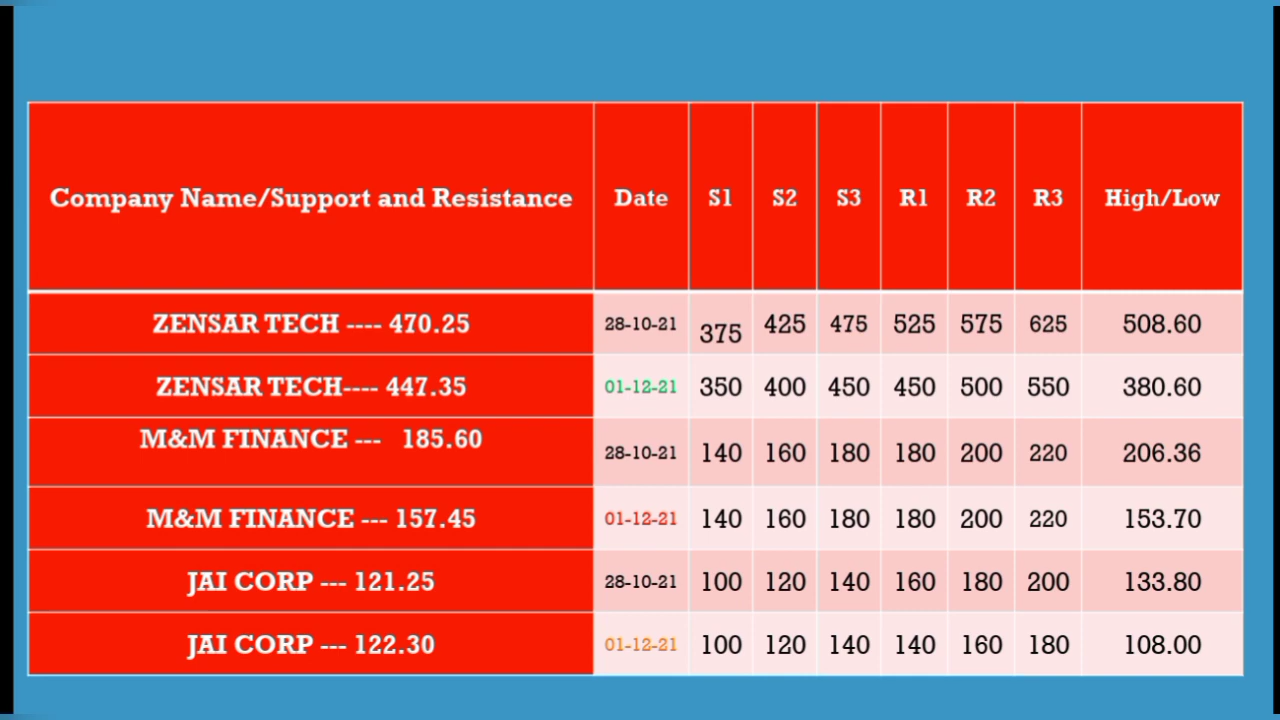 Company Name/Support and Resistance Date S1 S2 S3 R1 R2 R3 High/Low
ZENSAR TECH ---- 470.25 28-10-21 375 425 475 525 575 625 508.60
ZENSAR TECH---- 447.35 01-12-21 350 400 450 450 500 550 380.60
M&M FINANCE --- 185.60 28-10-21 140 160 180 180 200 220 206.36
M&M FINANCE --- 157.45 01-12-21 140 160 180 180 200 220 153.70
JAI CORP --- 121.25 28-10-21 100 120 140 160 180 200 133.80
JAI CORP --- 122.30 01-12-21 100 120 140 140 160 180 108.00